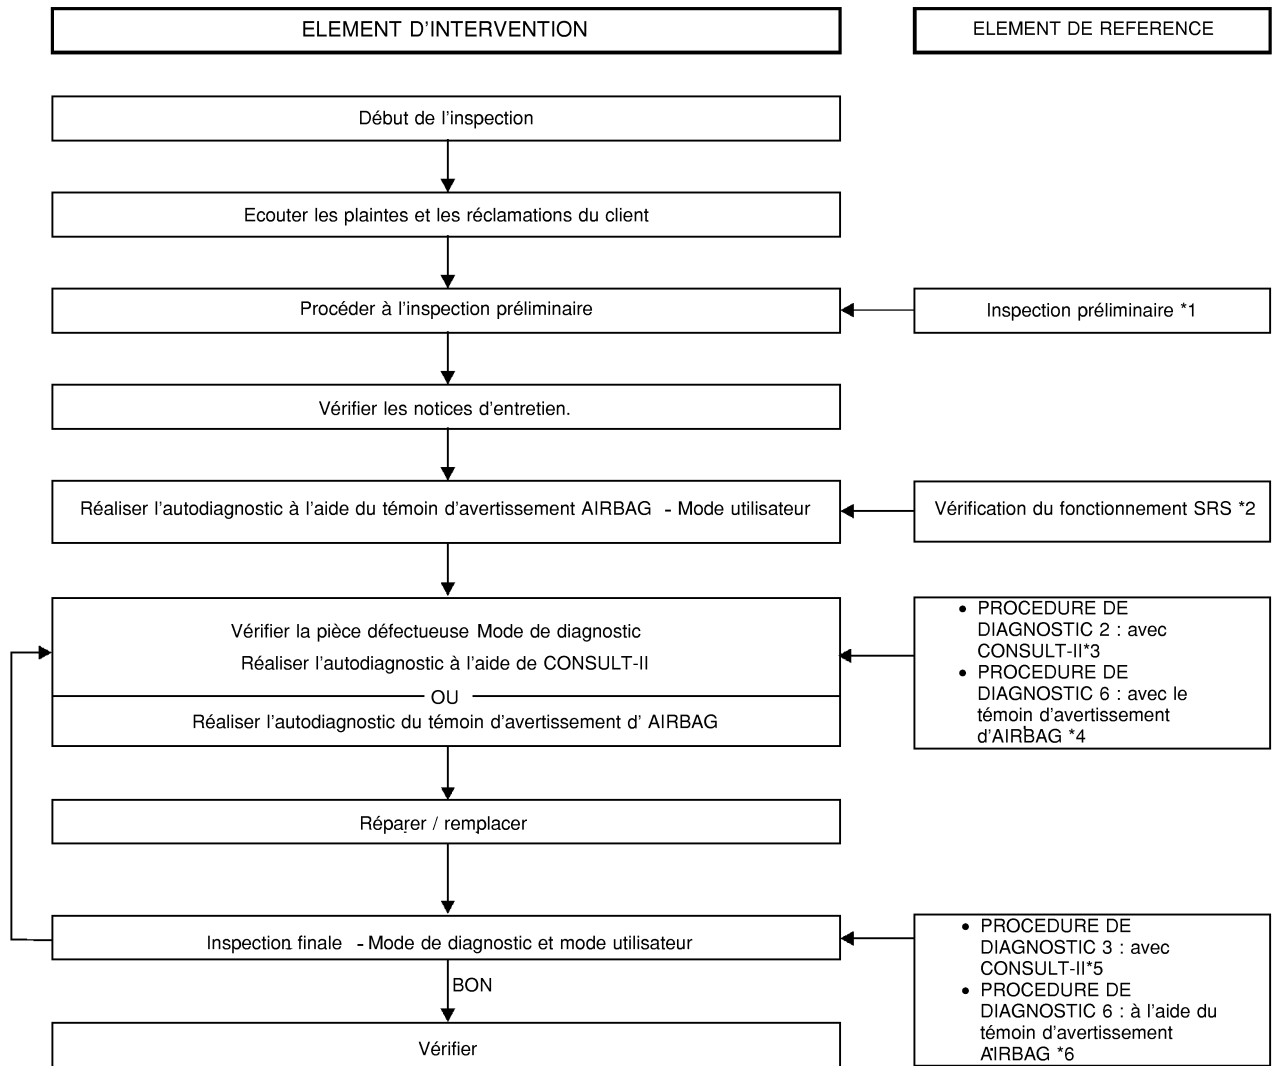 ELEMENT D'INTERVENTION
ELEMENT DE REFERENCE
Début de l'inspection
Ecouter les plaintes et les réclamations du client
Procéder à l'inspection préliminaire
Inspection préliminaire *1
Vérifier les notices d'entretien.
Réaliser l'autodiagnostic à l'aide du témoin d'avertissement AIRBAG - Mode utilisateur
Vérification du fonctionnement SRS *2
Vérifier la pièce défectueuse Mode de diagnostic
Réaliser l'autodiagnostic à l'aide de CONSULT-II
OU
Réaliser l'autodiagnostic du témoin d'avertissement d' AIRBAG
• PROCEDURE DE
DIAGNOSTIC 2 : avec
CONSULT-II*3
• PROCEDURE DE
DIAGNOSTIC 6 : avec le
témoin d'avertissement
d'AIRBAG *4
Réparer / remplacer
Inspection finale - Mode de diagnostic et mode utilisateur
• PROCEDURE DE
DIAGNOSTIC 3 : avec
CONSULT-II*5
• PROCEDURE DE
DIAGNOSTIC 6 : à l'aide du
témoin d'avertissement
AIRBAG *6
BON
Vérifier